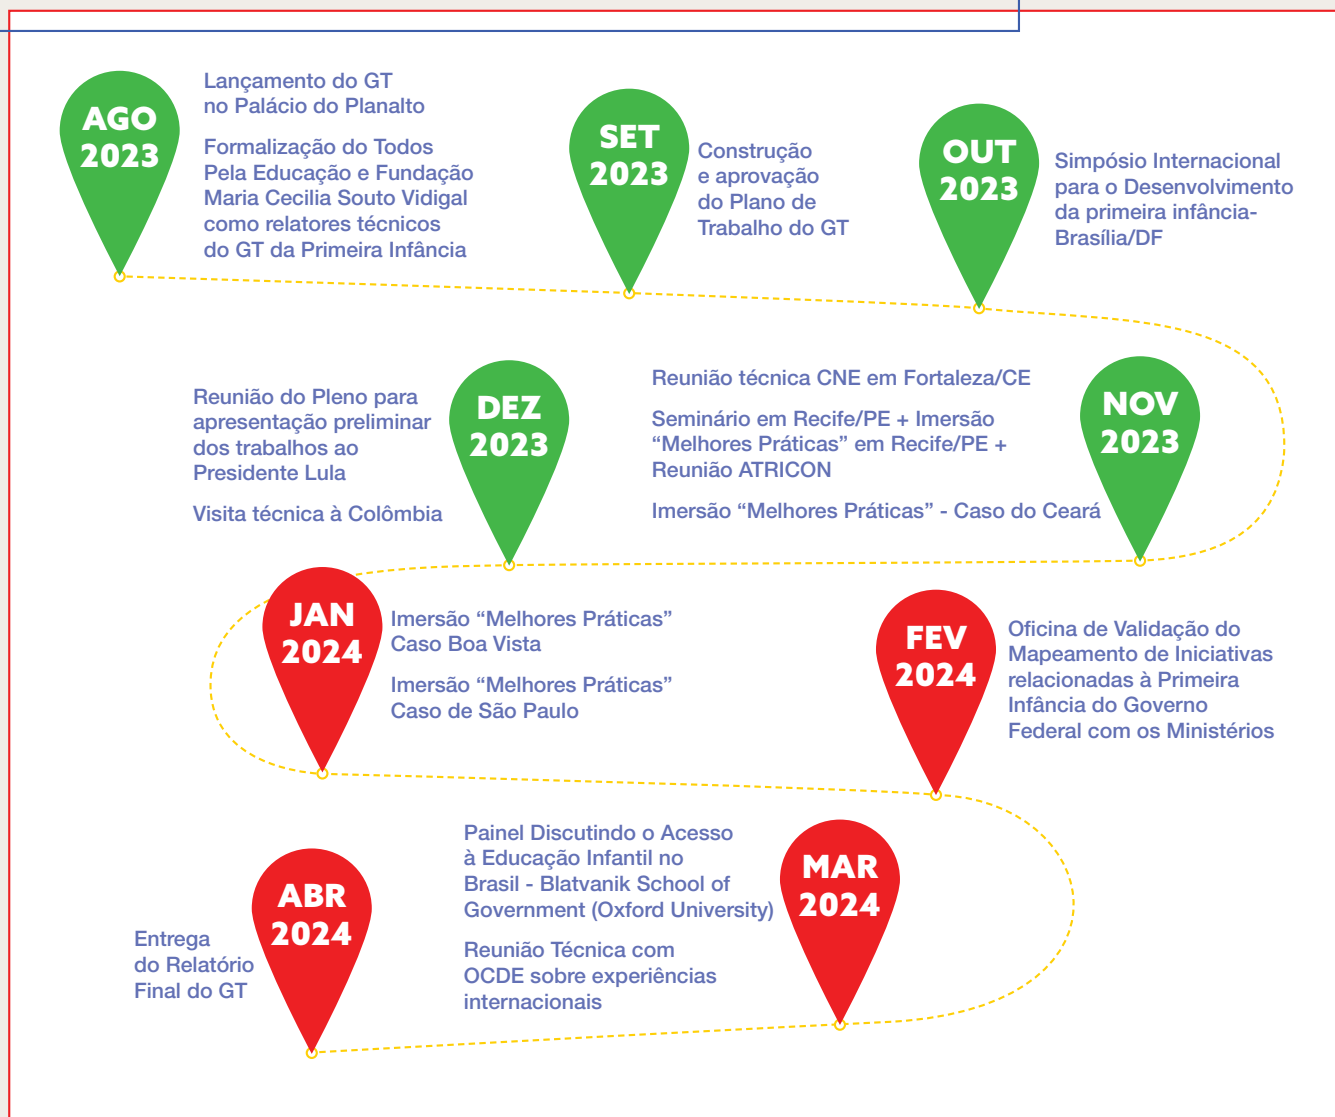 AGO
2023
Lançamento do GT
no Palácio do Planalto
Formalização do Todos
Pela Educação e Fundação
Maria Cecilia Souto Vidigal
como relatores técnicos
do GT da Primeira Infância
SET
2023
Construção
e aprovação
do Plano de
Trabalho do GT
OUT
2023
Simpósio Internacional
para o Desenvolvimento
da primeira infância-
Brasília/DF
NOV
2023
Reunião técnica CNE em Fortaleza/CE
Seminário em Recife/PE + Imersão
“Melhores Práticas” em Recife/PE +
Reunião ATRICON
Imersão “Melhores Práticas” - Caso do Ceará
DEZ
2023
Reunião do Pleno para
apresentação preliminar
dos trabalhos ao
Presidente Lula
Visita técnica à Colômbia
JAN
2024
Imersão “Melhores Práticas”
Caso Boa Vista
Imersão “Melhores Práticas”
Caso de São Paulo
FEV
2024
Oficina de Validação do
Mapeamento de Iniciativas
relacionadas à Primeira
Infância do Governo
Federal com os Ministérios
MAR
2024
Painel Discutindo o Acesso
à Educação Infantil no
Brasil - Blatvanik School of
Government (Oxford University)
Reunião Técnica com
OCDE sobre experiências
internacionais
ABR
2024
Entrega
do Relatório
Final do GT